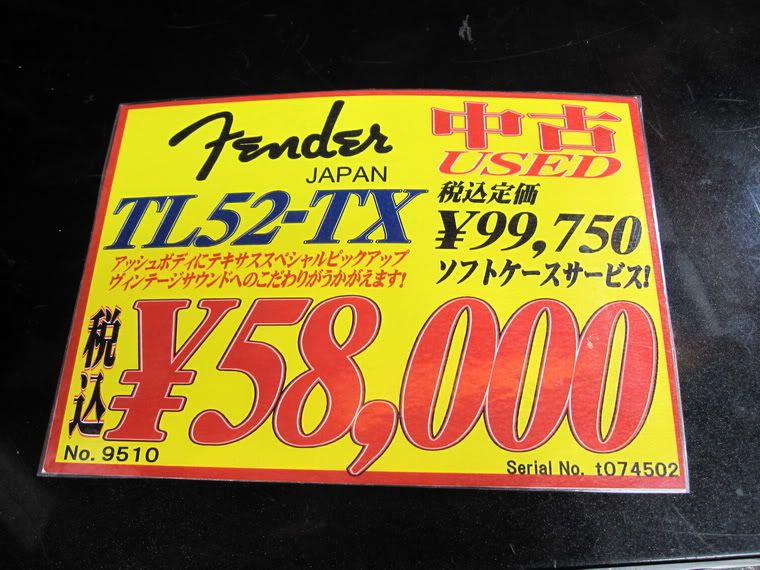 Fender
JAPAN
中古
USED
TL52-TX
税込定価
¥99,750
ソフトケースサービス!
アッシュボディにテキサススペシャルピックアップ
ヴィンテージサウンドへのこだわりがうかがえます!
税込
¥58,000
No. 9510
Serial No. t074502